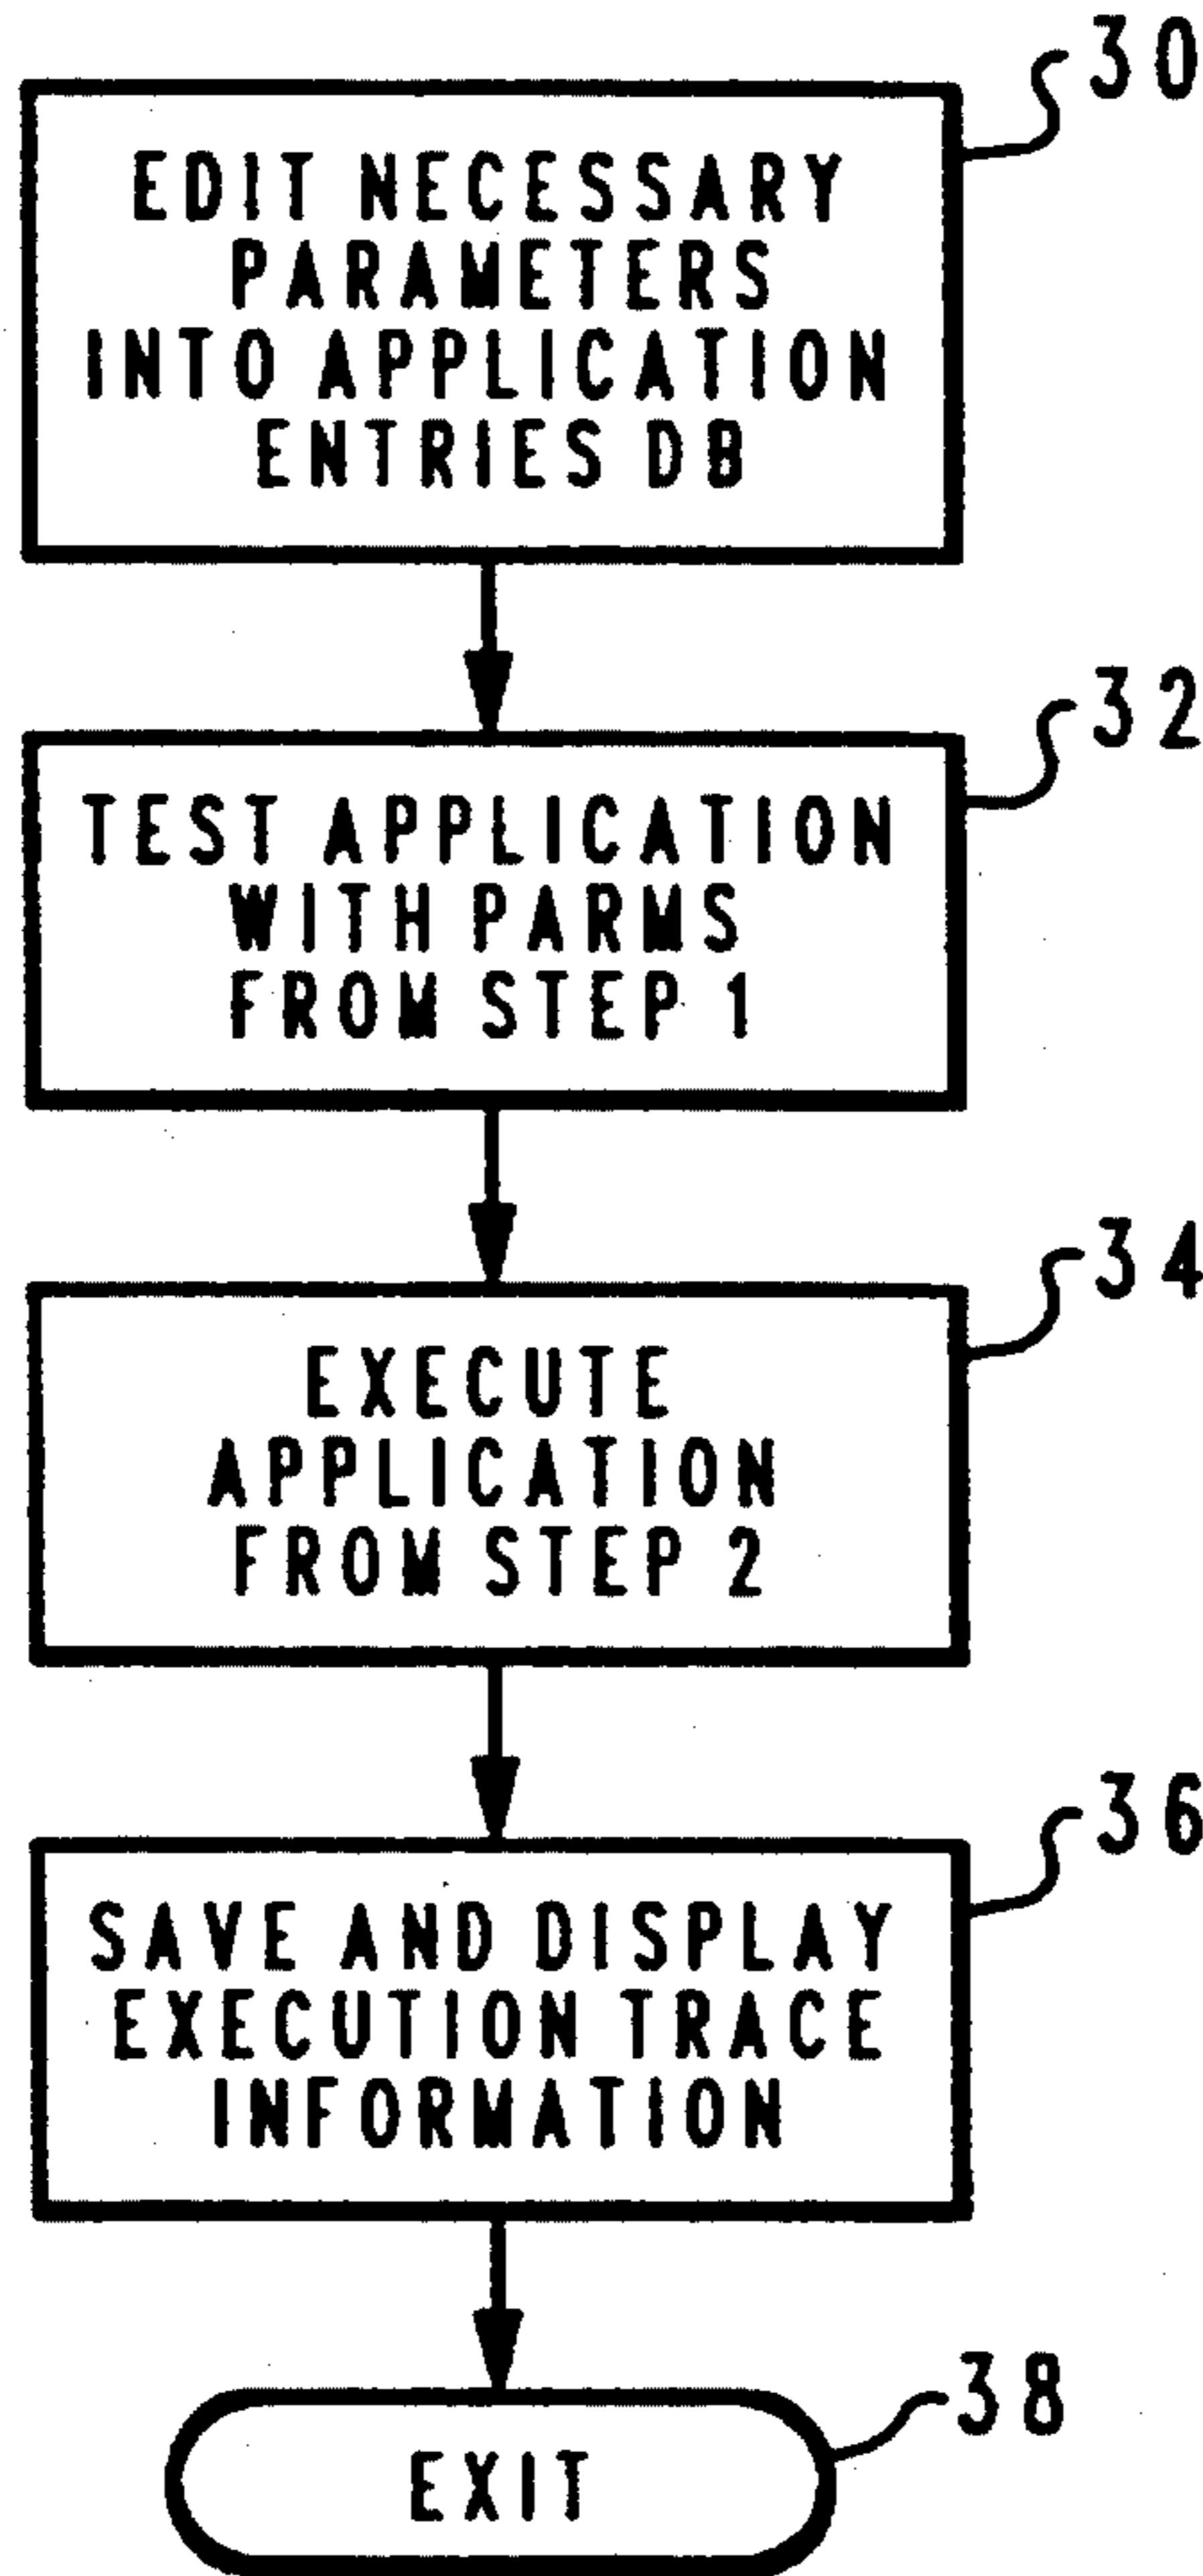 30
EDIT NECESSARY
PARAMETERS
INTO APPLICATION
ENTRIES DB
32
TEST APPLICATION
WITH PARMS
FROM STEP 1
34
EXECUTE
APPLICATION
FROM STEP 2
36
SAVE AND DISPLAY
EXECUTION TRACE
INFORMATION
38
EXIT